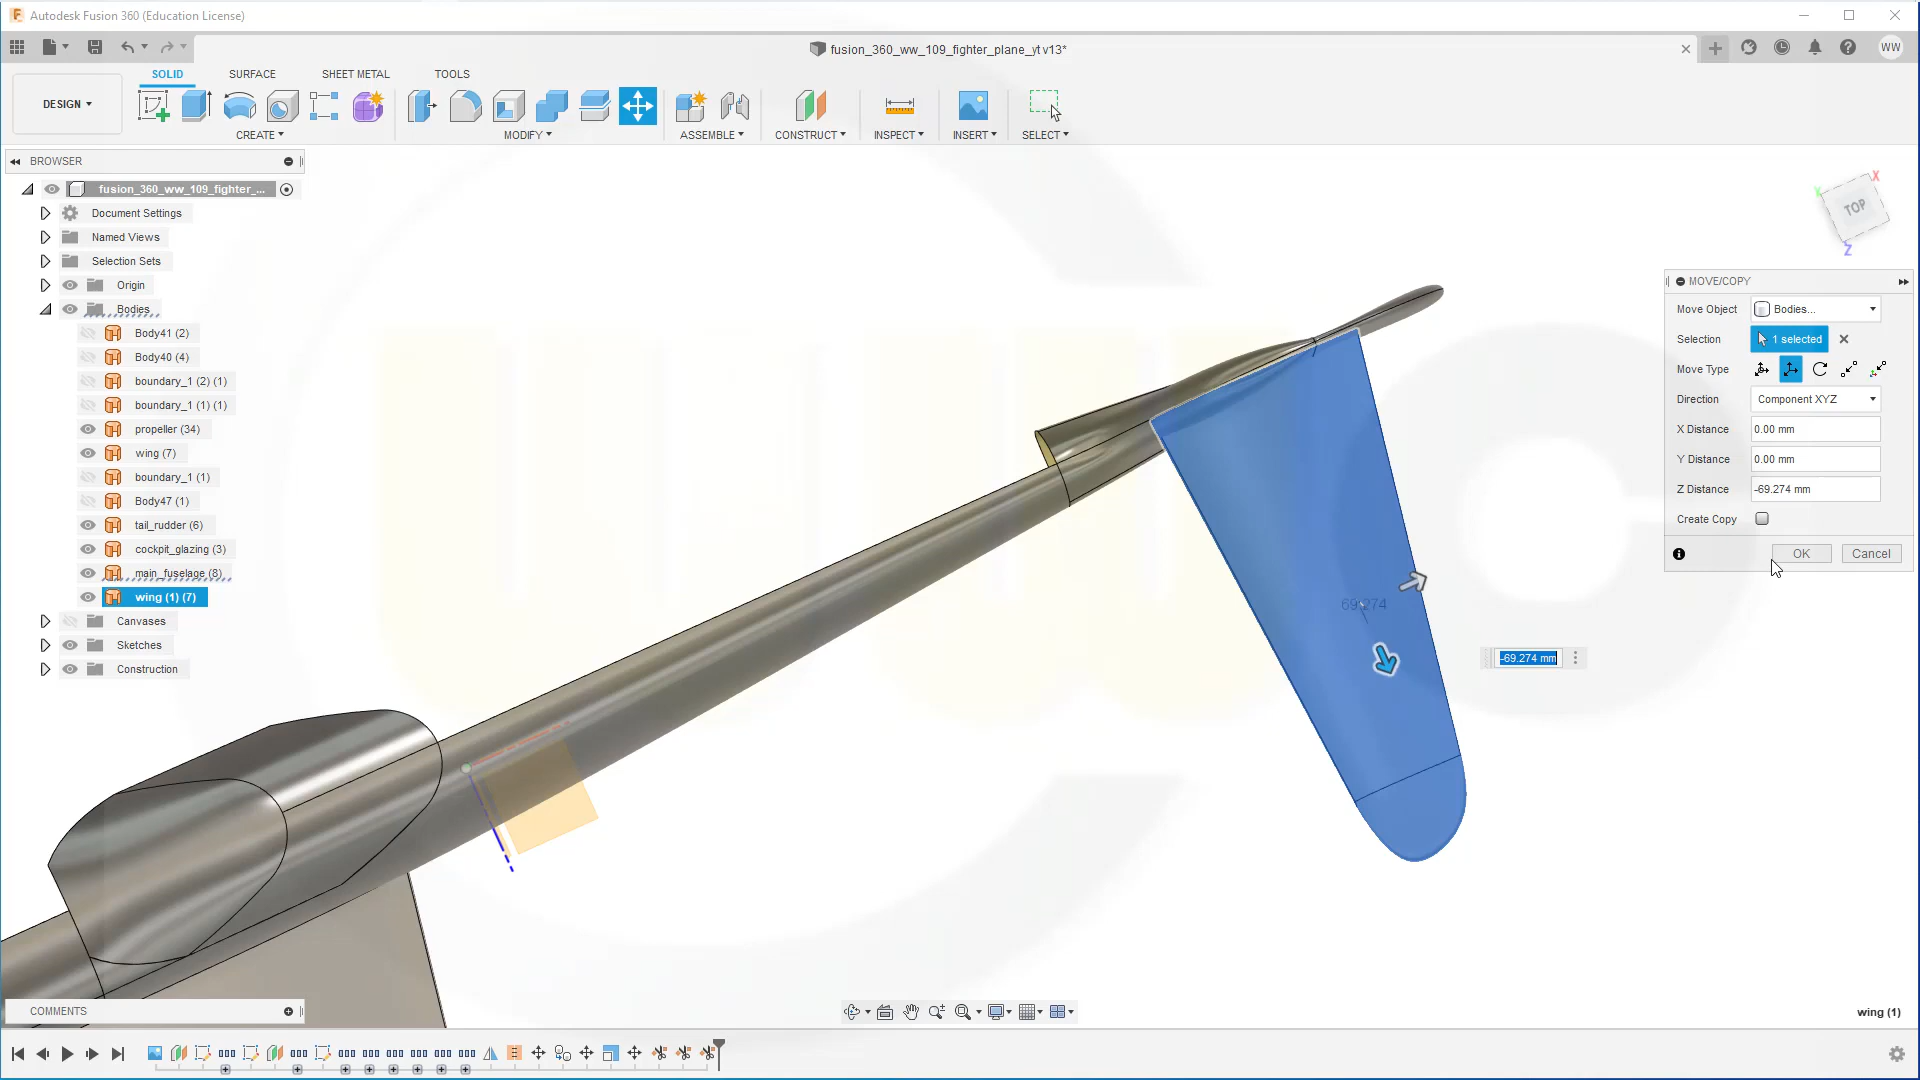 Autodesk Fusion 360 (Education License)
fusion_360_ww_109_fighter_plane_yt v13*
WW
SOLID SURFACE SHEET METAL TOOLS
DESIGN
CREATE MODIFY ASSEMBLE CONSTRUCT INSPECT INSERT SELECT
BROWSER
fusion_360_ww_109_fighter_...
Document Settings
Named Views
Selection Sets
Origin
Bodies
Body41 (2)
Body40 (4)
boundary_1 (2) (1)
boundary_1 (1) (1)
propeller (34)
wing (7)
boundary_1 (1)
Body47 (1)
tail_rudder (6)
cockpit_glazing (3)
main_fuselage (8)
wing (1) (7)
Canvases
Sketches
Construction
X
Y
TOP
Z
MOVE/COPY
Move Object Bodies...
Selection 1 selected
Move Type
Direction Component XYZ
X Distance 0.00 mm
Y Distance 0.00 mm
Z Distance -69.274 mm
Create Copy
OK Cancel
69.274
-69.274 mm
COMMENTS
wing (1)